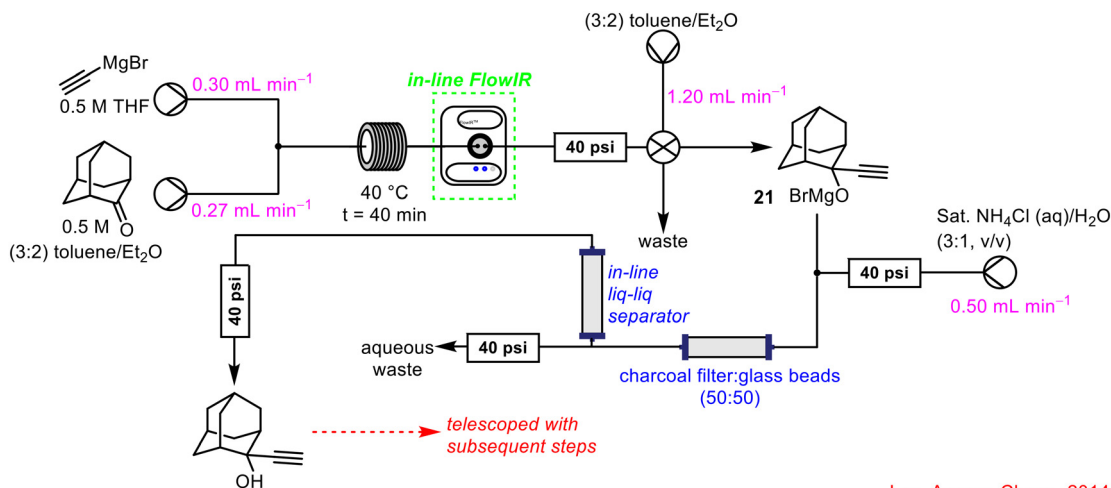 MgBr
0.5 M THF
0.30 mL min⁻¹
0.5 M
O
(3:2) toluene/Et₂O
0.27 mL min⁻¹
40 °C
t = 40 min
in-line FlowIR
FlowIR™
40 psi
(3:2) toluene/Et₂O
1.20 mL min⁻¹
waste
21
BrMgO
Sat. NH₄Cl (aq)/H₂O
(3:1, v/v)
40 psi
0.50 mL min⁻¹
charcoal filter:glass beads
(50:50)
in-line
liq-liq
separator
40 psi
aqueous
waste
40 psi
OH
telescoped with
subsequent steps